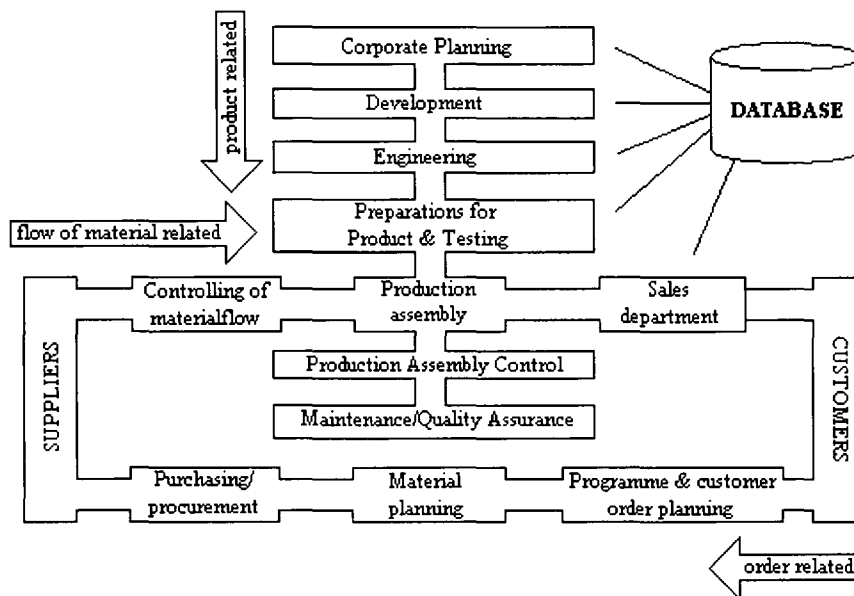 Corporate Planning
product related
Development
DATABASE
Engineering
Preparations for
Product & Testing
flow of material related
Controlling of
materialflow
Production
assembly
Sales
department
SUPPLIERS
CUSTOMERS
Production Assembly Control
Maintenance/Quality Assurance
Purchasing/
procurement
Material
planning
Programme & customer
order planning
order related